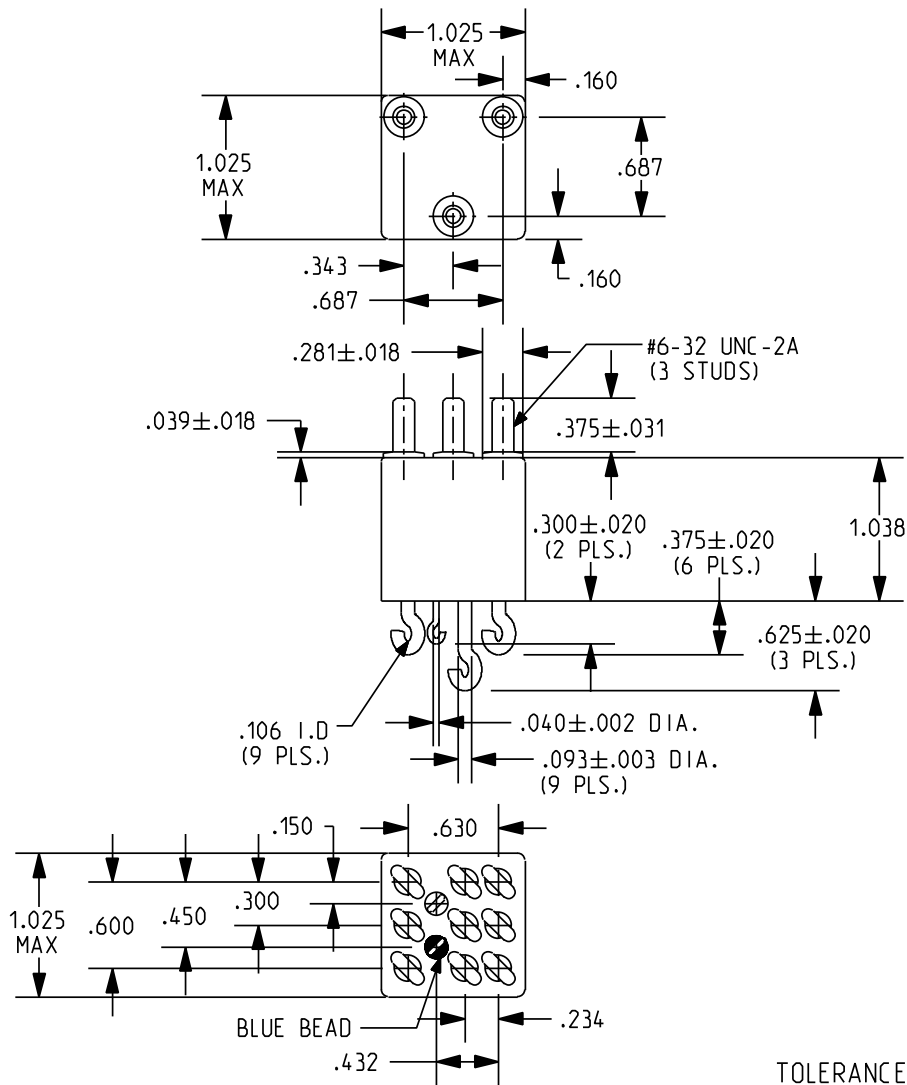 1.025
MAX
.160
1.025
MAX
.687
.343
.160
.687
.281±.018
#6-32 UNC-2A
(3 STUDS)
.039±.018
.375±.031
.300±.020
(2 PLS.)
1.038
.375±.020
(6 PLS.)
.625±.020
(3 PLS.)
.106 I.D
(9 PLS.)
.040±.002 DIA.
.093±.003 DIA.
(9 PLS.)
.150
.630
1.025
MAX
.600
.450
.300
BLUE BEAD
.234
.432
TOLERANCE